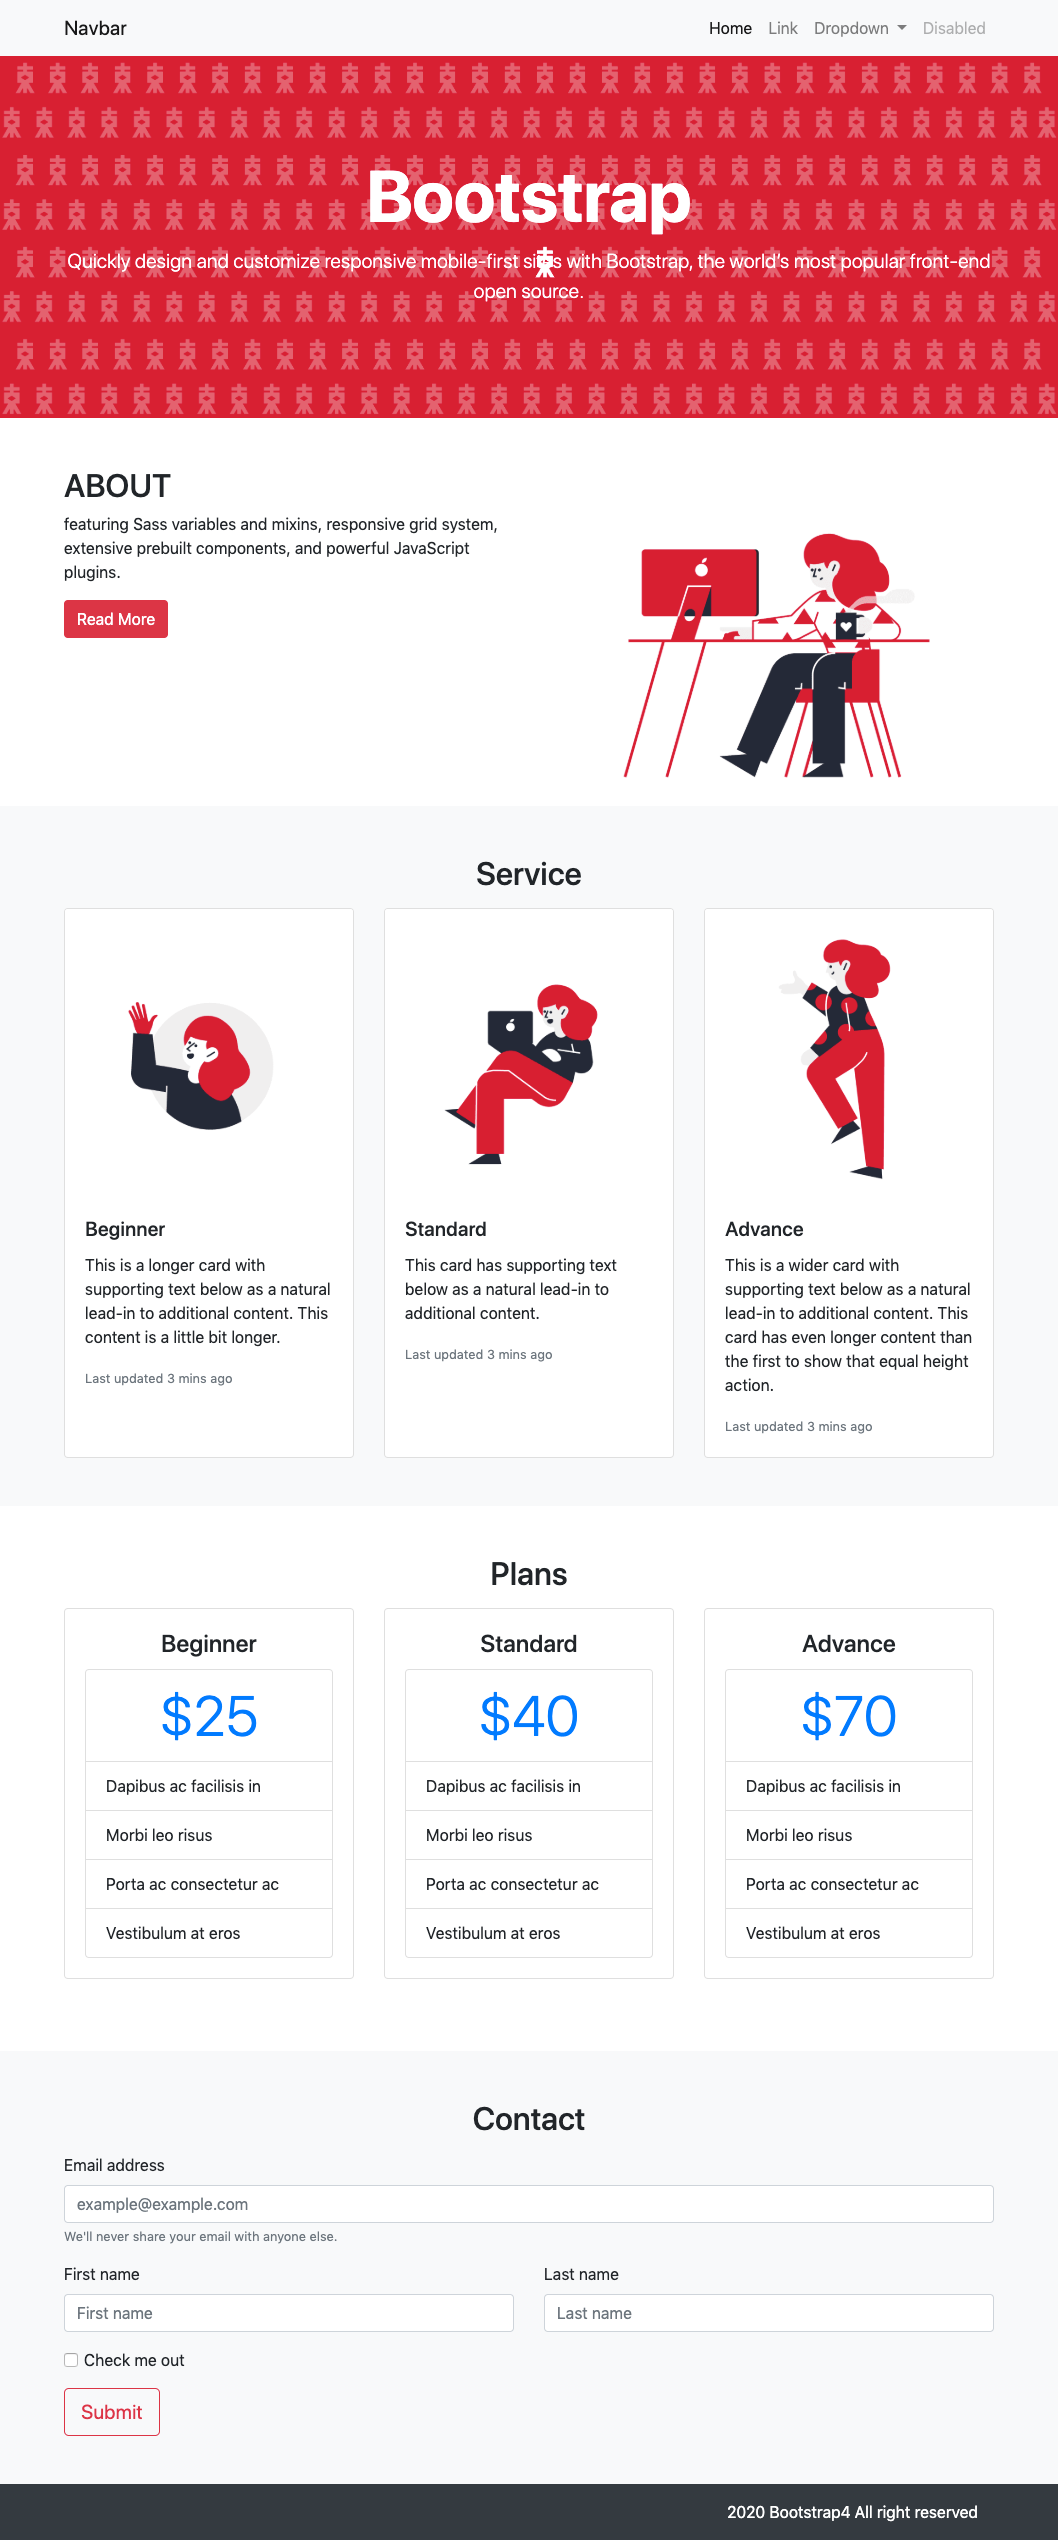 Navbar
Home Link Dropdown Disabled
Bootstrap
Quickly design and customize responsive mobile-first sites with Bootstrap, the world's most popular front-end
open source.
ABOUT
featuring Sass variables and mixins, responsive grid system,
extensive prebuilt components, and powerful JavaScript
plugins.
Read More
Service
Beginner
This is a longer card with
supporting text below as a natural
lead-in to additional content. This
content is a little bit longer.
Last updated 3 mins ago
Standard
This card has supporting text
below as a natural lead-in to
additional content.
Last updated 3 mins ago
Advance
This is a wider card with
supporting text below as a natural
lead-in to additional content. This
card has even longer content than
the first to show that equal height
action.
Last updated 3 mins ago
Plans
Beginner
$25
Dapibus ac facilisis in
Morbi leo risus
Porta ac consectetur ac
Vestibulum at eros
Standard
$40
Dapibus ac facilisis in
Morbi leo risus
Porta ac consectetur ac
Vestibulum at eros
Advance
$70
Dapibus ac facilisis in
Morbi leo risus
Porta ac consectetur ac
Vestibulum at eros
Contact
Email address
example@example.com
We'll never share your email with anyone else.
First name
First name
Last name
Last name
Check me out
Submit
2020 Bootstrap4 All right reserved